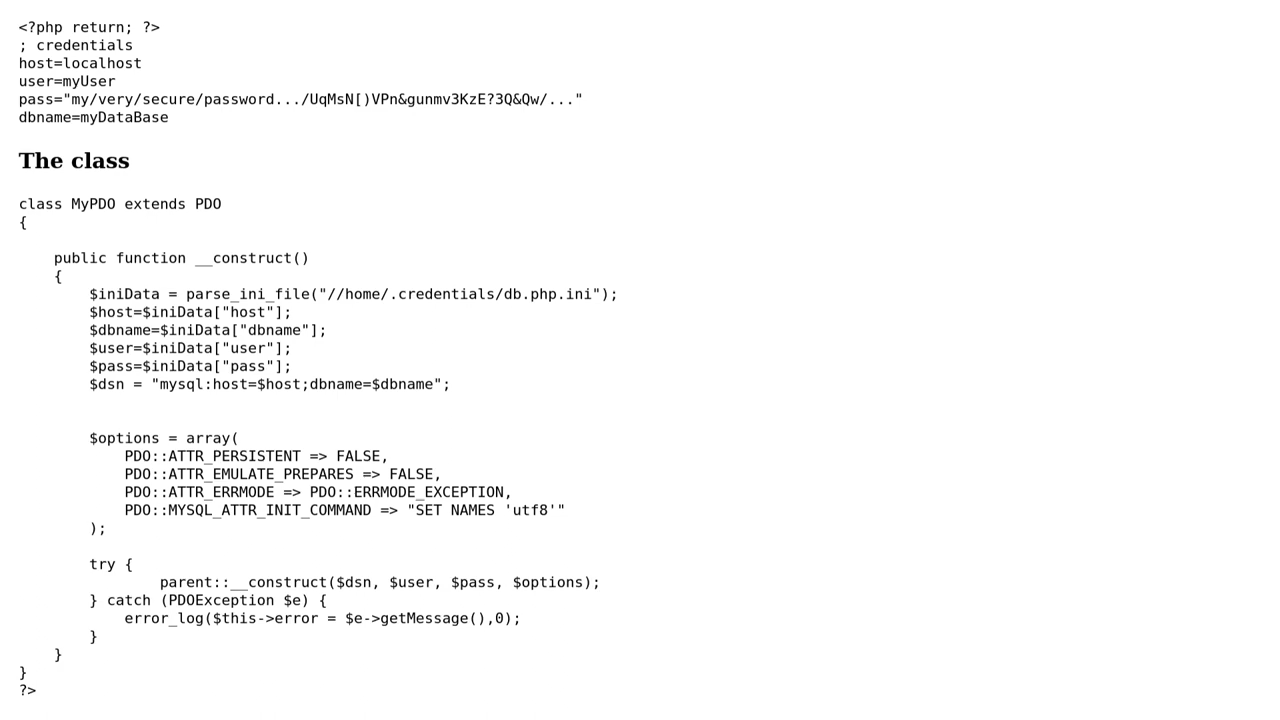 <?php return; ?>
; credentials
host=localhost
user=myUser
pass="my/very/secure/password.../UqMsN[)VPn&gunmv3KzE?3Q&Qw/..."
dbname=myDataBase
The class
class MyPDO extends PDO
{
    public function __construct()
    {
        $iniData = parse_ini_file("//home/.credentials/db.php.ini");
        $host=$iniData["host"];
        $dbname=$iniData["dbname"];
        $user=$iniData["user"];
        $pass=$iniData["pass"];
        $dsn = "mysql:host=$host;dbname=$dbname";
        $options = array(
            PDO::ATTR_PERSISTENT => FALSE,
            PDO::ATTR_EMULATE_PREPARES => FALSE,
            PDO::ATTR_ERRMODE => PDO::ERRMODE_EXCEPTION,
            PDO::MYSQL_ATTR_INIT_COMMAND => "SET NAMES 'utf8'"
        );
        try {
                parent::__construct($dsn, $user, $pass, $options);
        } catch (PDOException $e) {
            error_log($this->error = $e->getMessage(),0);
        }
    }
}
?>